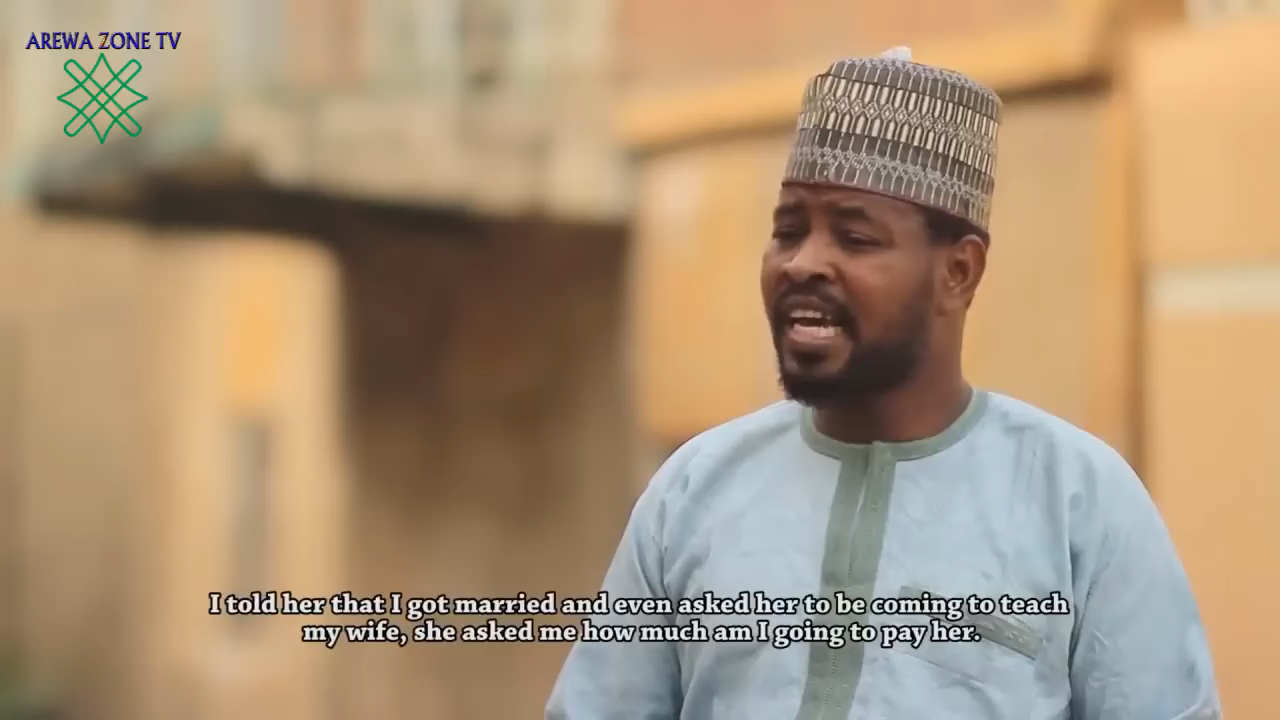 AREWA ZONE TV
I told her that I got married and even asked her to be coming to teach
my wife, she asked me how much am I going to pay her.